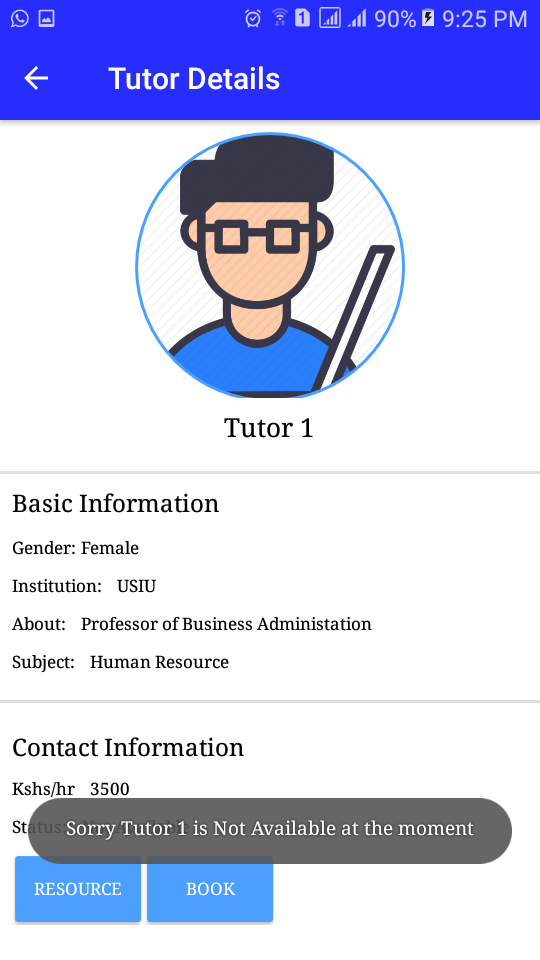 1 90% 9:25 PM
Tutor Details
Tutor 1
Basic Information
Gender: Female
Institution: USIU
About: Professor of Business Administation
Subject: Human Resource
Contact Information
Kshs/hr 3500
Status: Not Available
Sorry Tutor 1 is Not Available at the moment
RESOURCE BOOK